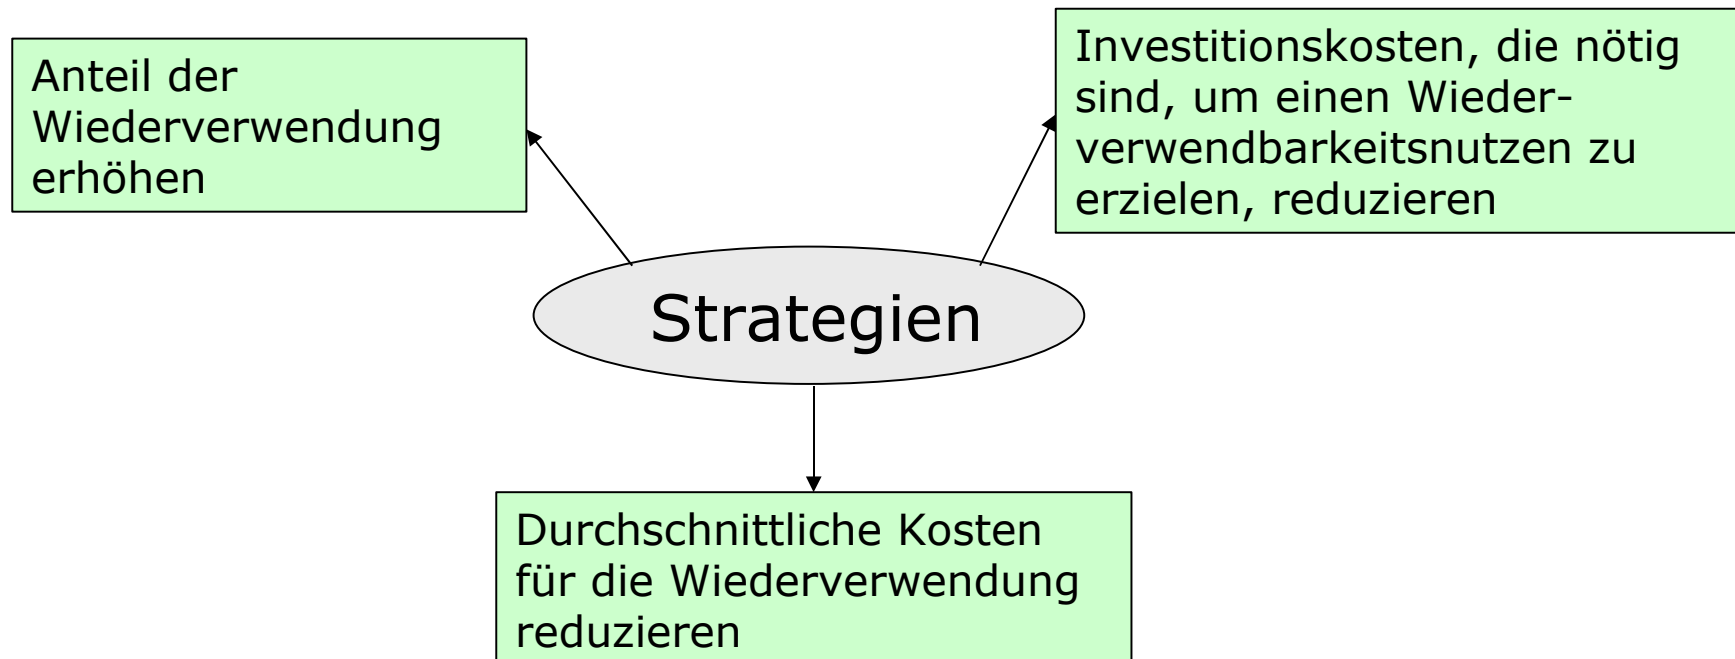 Anteil der
Wiederverwendung
erhöhen
Investitionskosten, die nötig
sind, um einen Wieder-
verwendbarkeitsnutzen zu
erzielen, reduzieren
Strategien
Durchschnittliche Kosten
für die Wiederverwendung
reduzieren